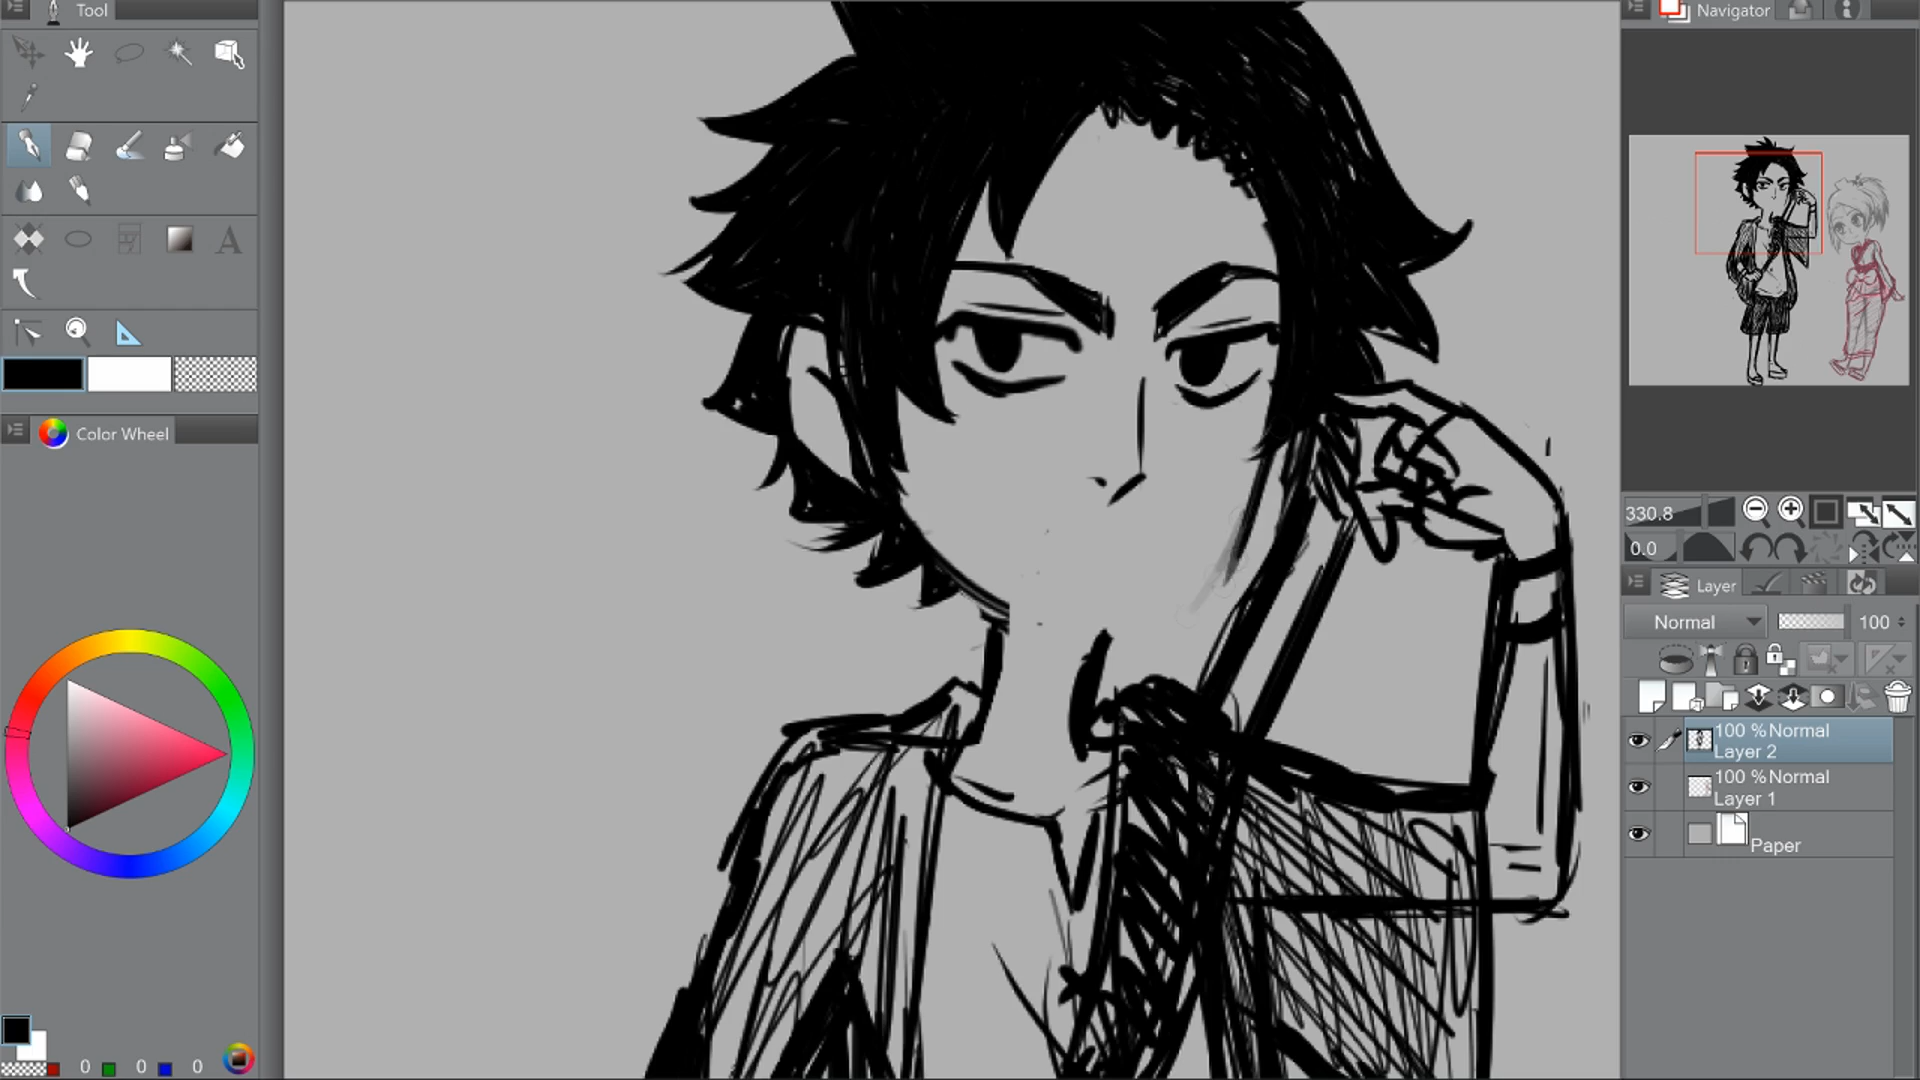 Tool
Color Wheel
0 0 0
Navigator
330.8
0.0
Layer
Normal 100
100 %Normal
Layer 2
100 %Normal
Layer 1
Paper
A